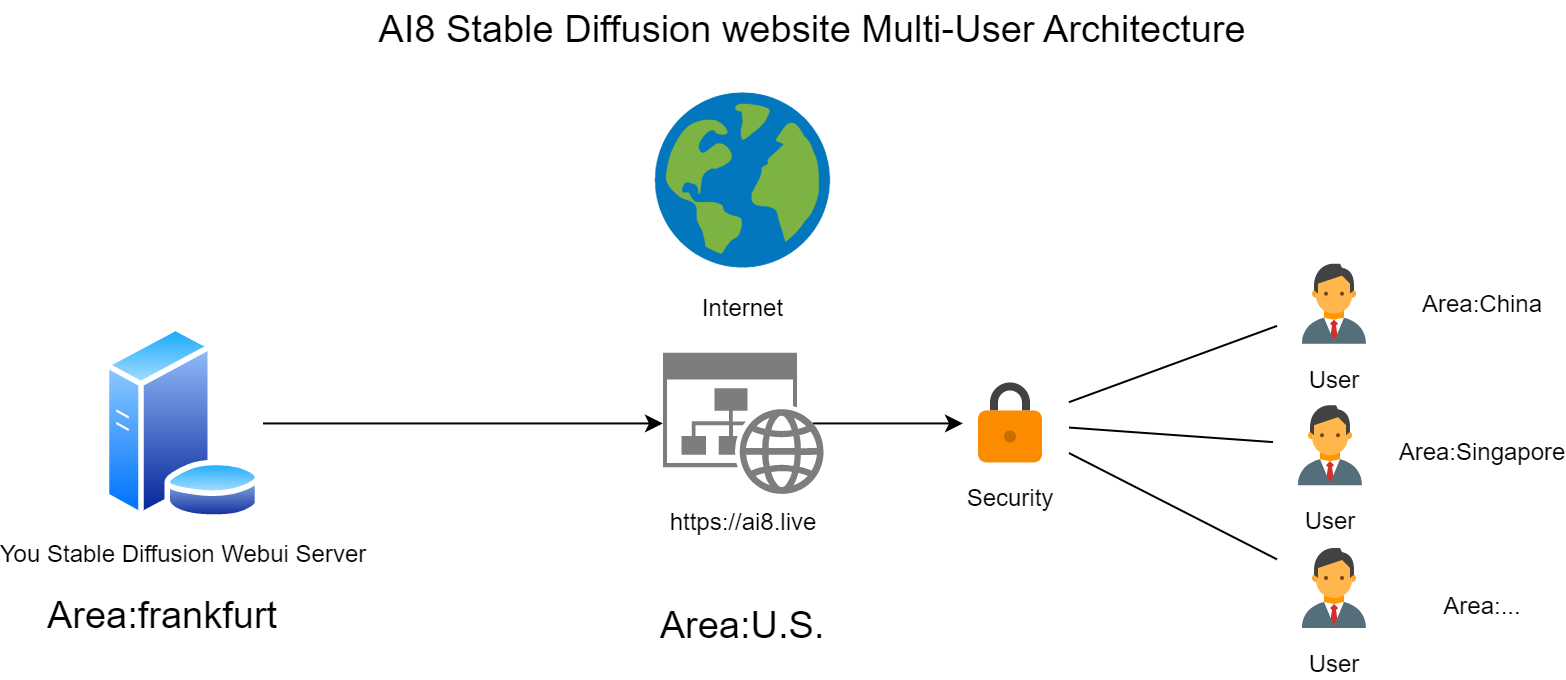 AI8 Stable Diffusion website Multi-User Architecture
Internet
Area:China
User
Area:Singapore
Security
https://ai8.live
User
You Stable Diffusion Webui Server
Area:frankfurt
Area:U.S.
Area:...
User